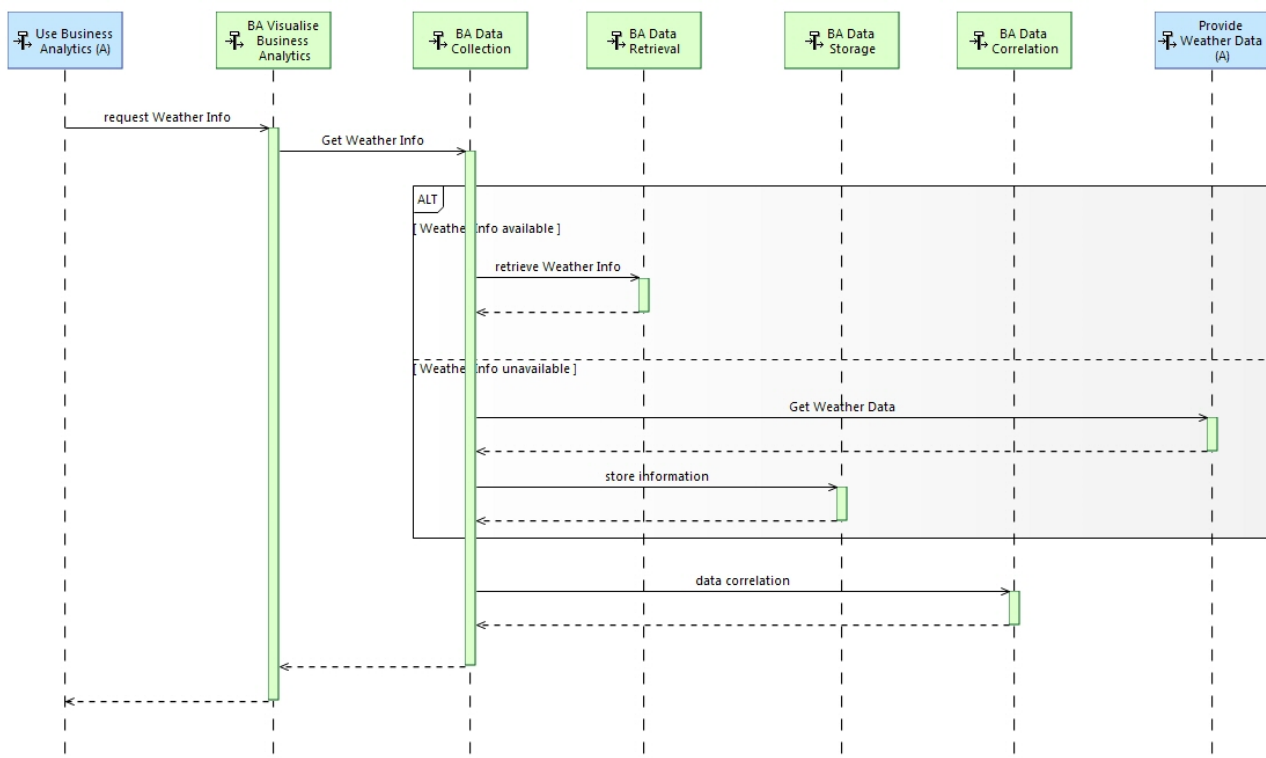 Use Business
Analytics (A)
BA Visualise
Business
Analytics
BA Data
Collection
BA Data
Retrieval
BA Data
Storage
BA Data
Correlation
Provide
Weather Data
(A)
request Weather Info
Get Weather Info
ALT
[ Weather Info available ]
retrieve Weather Info
[ Weather Info unavailable ]
Get Weather Data
store information
data correlation